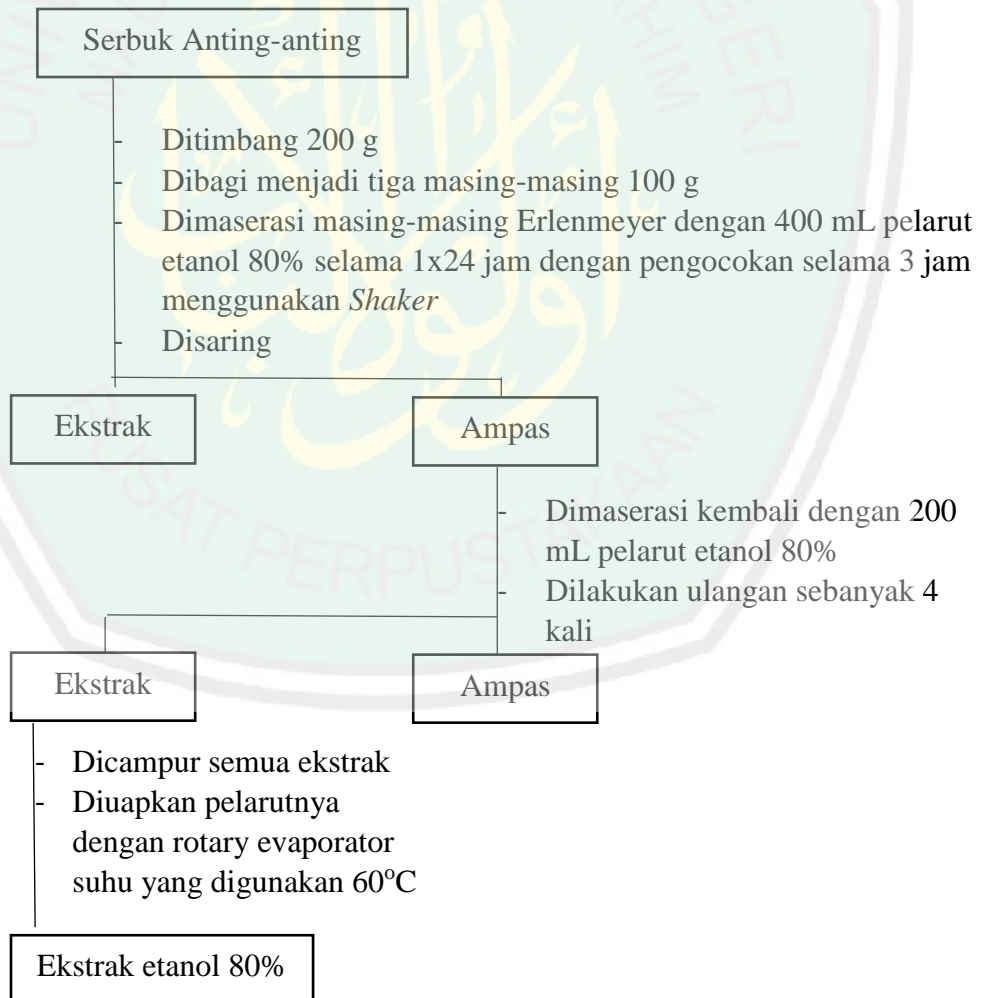 Serbuk Anting-anting
- Ditimbang 200 g
- Dibagi menjadi tiga masing-masing 100 g
- Dimaserasi masing-masing Erlenmeyer dengan 400 mL pelarut
etanol 80% selama 1x24 jam dengan pengocokan selama 3 jam
menggunakan Shaker
- Disaring
Ekstrak
Ampas
- Dimaserasi kembali dengan 200
mL pelarut etanol 80%
- Dilakukan ulangan sebanyak 4
kali
Ekstrak
Ampas
- Dicampur semua ekstrak
- Diuapkan pelarutnya
dengan rotary evaporator
suhu yang digunakan 60°C
Ekstrak etanol 80%
PUSAT PERPUSTAKAAN